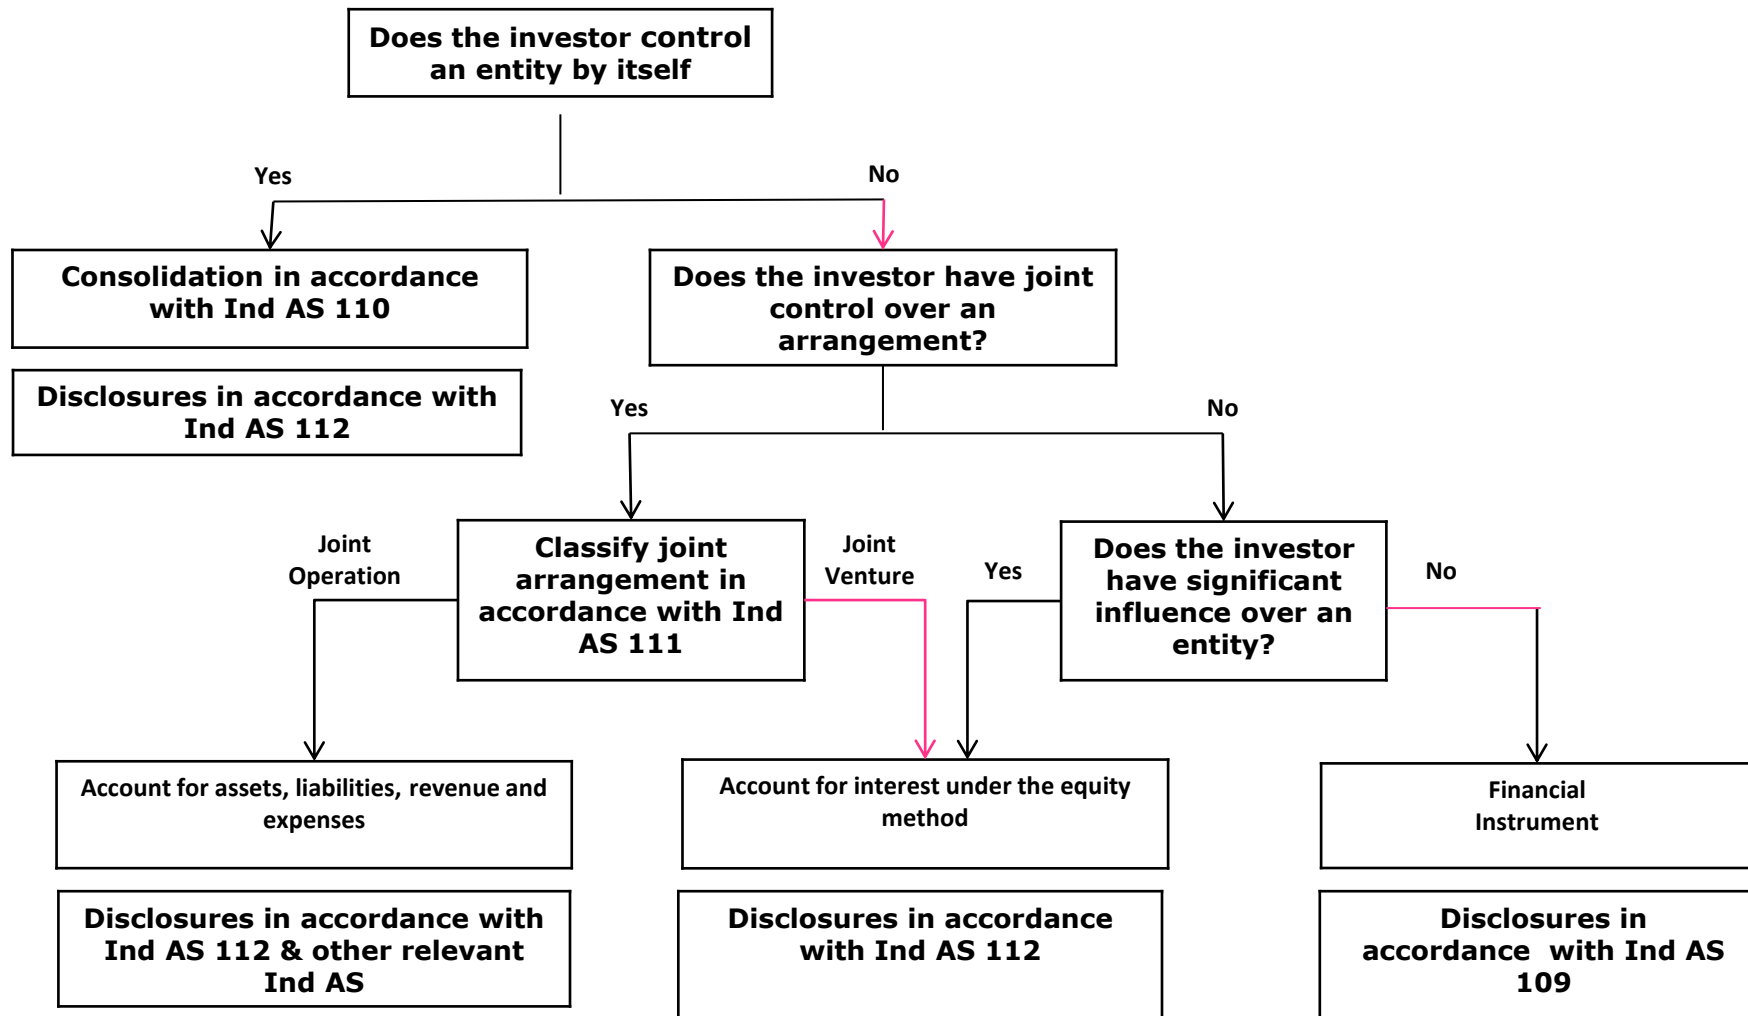 Does the investor control
an entity by itself
Yes
No
Consolidation in accordance
with Ind AS 110
Does the investor have joint
control over an
arrangement?
Disclosures in accordance with
Ind AS 112
Yes
No
Joint
Operation
Classify joint
arrangement in
accordance with Ind
AS 111
Joint
Venture
Yes
Does the investor
have significant
influence over an
entity?
No
Account for assets, liabilities, revenue and
expenses
Account for interest under the equity
method
Financial
Instrument
Disclosures in accordance with
Ind AS 112 & other relevant
Ind AS
Disclosures in accordance
with Ind AS 112
Disclosures in
accordance with Ind AS
109